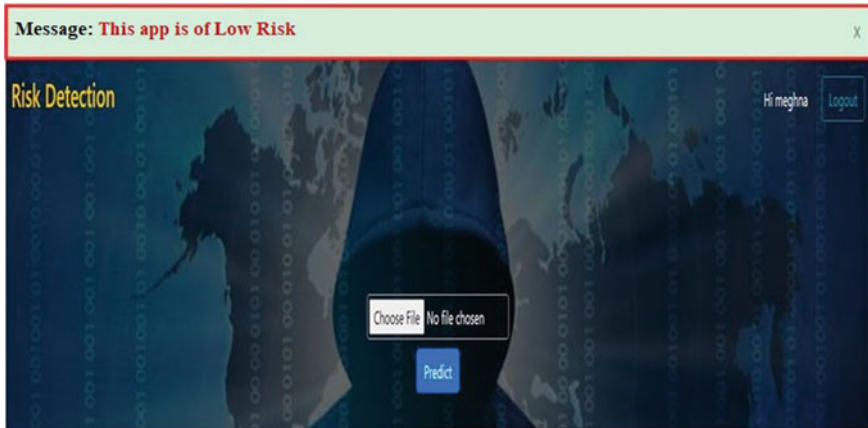 Message: This app is of Low Risk x
Risk Detection
Hi meghna Logout
Choose File No file chosen
Predict